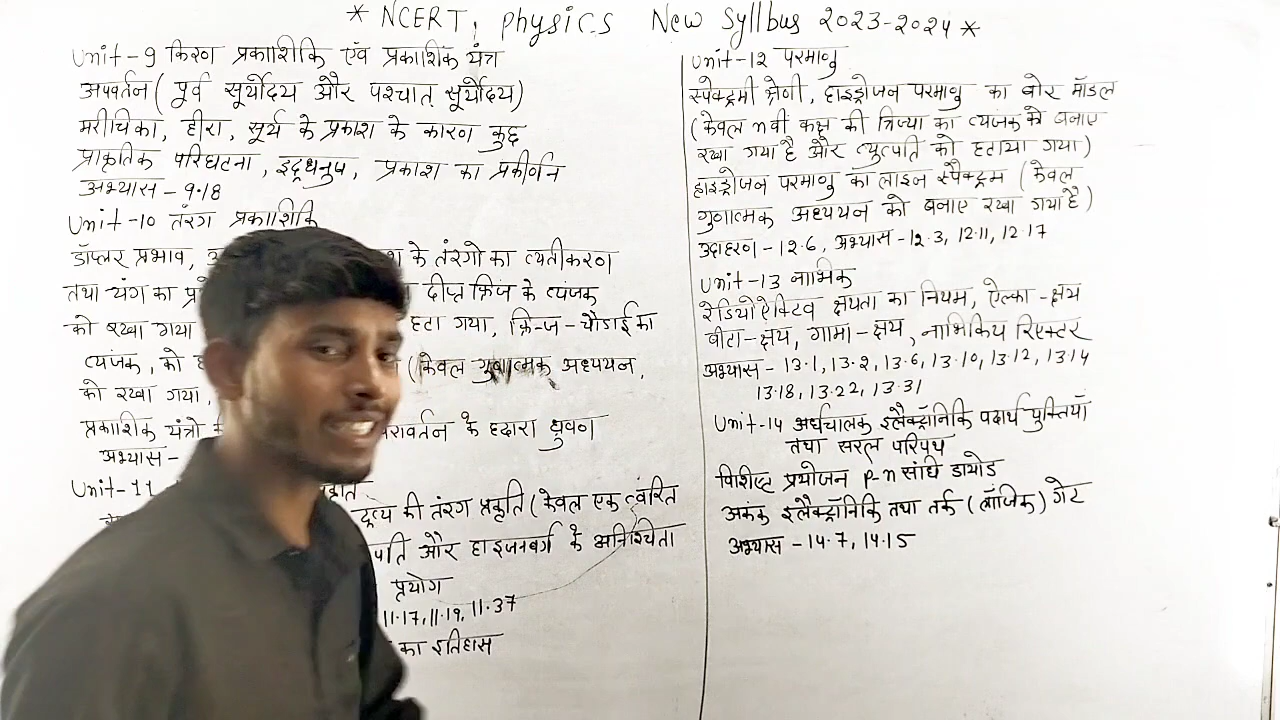 * NCERT, Physics New Syllbus 2023-2024 *
Unit-9 किरण प्रकाशिकि एंव प्रकाशिक यंत्र
अपवर्तन ( पूर्व सूर्योदय और पश्चात् सूर्योदय)
मरीचिका, हीरा, सूर्य के प्रकाश के कारण कुछ
प्राकृतिक परिघटना, इद्रधनुष, प्रकाश का प्रकीर्णन
अभ्यास - 9.18
Unit-10 तंरग प्रकाशिकि
डॉप्लर प्रभाव, के तंरगो का व्यतीकरण
तथा यंग का दीप्त फ्रिंज के व्यंजक
को रखा गया हटा गया, फ्रि-ज-चौडाई का
व्यंजक, को (केवल गुणात्मक अध्ययन,
को रखा गया,
प्रकाशिक यंत्रो परावर्तन के द्दारा ध्रुवण
अभ्यास -
Unit-11
द्रव्य की तंरग प्रकृति (केवल एक त्वरित
और हाइजनबर्ग के अनिश्चिता
प्रयोग
11.17, 11.19, 11.37
का इतिहास
Unit-12 परमाणु
स्पेक्ट्रमी श्रेणी, हाइड्रोजन परमाणु का बोर मॉडल
(केवल nवी कक्ष की त्रिज्या का व्यंजक को बनाए
रखा गया है और व्युत्पति को हटाया गया)
हाइड्रोजन परमाणु का लाइन स्पैक्ट्रम (केवल
गुणात्मक अध्ययन को बनाए रखा गया है)
उदाहरण - 12.6, अभ्यास - 12.3, 12.11, 12.17
Unit-13 नाभिक
रेडियोऐक्टिव क्षयता का नियम, ऐल्फा-क्षय
बीटा-क्षय, गामा-क्षय, नाभिकिय रिएक्टर
अभ्यास - 13.1, 13.2, 13.6, 13.10, 13.12, 13.14
13.18, 13.22, 13.31
Unit-14 अर्धचालक इलैक्ट्रॉनिकि पदार्थ युक्तियाँ
तथा सरल परिपथ
विशिष्ट प्रयोजन p-n संधि डायोड
अकंक इलैक्ट्रॉनिकि तथा तर्क (लॉजिक) गेट
अभ्यास - 14.7, 14.15